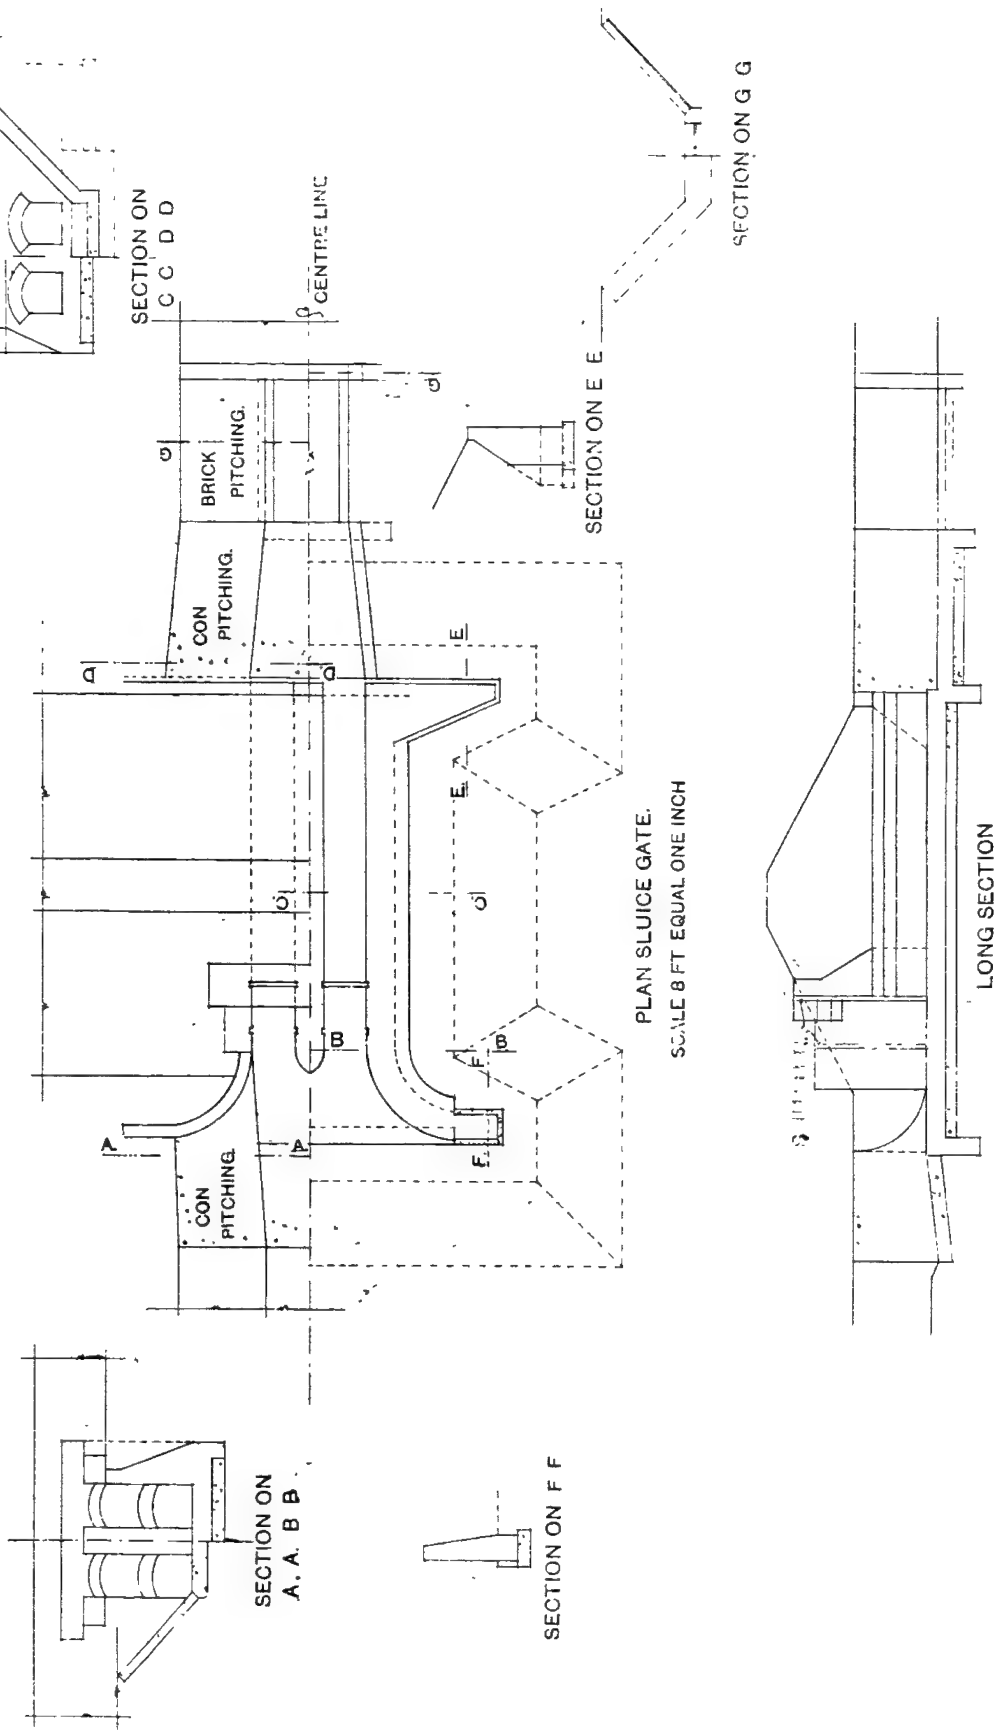 SECTION ON
A. A. B B
SECTION ON F F
CON
PITCHING.
A
A
B
B
F
F
CON
PITCHING.
BRICK
PITCHING.
D
D
C
C
E
E
G
G
CENTRE LINE
SECTION ON
C C D D
SECTION ON E E
SECTION ON G G
PLAN SLUICE GATE.
SCALE 8 FT EQUAL ONE INCH
LONG SECTION